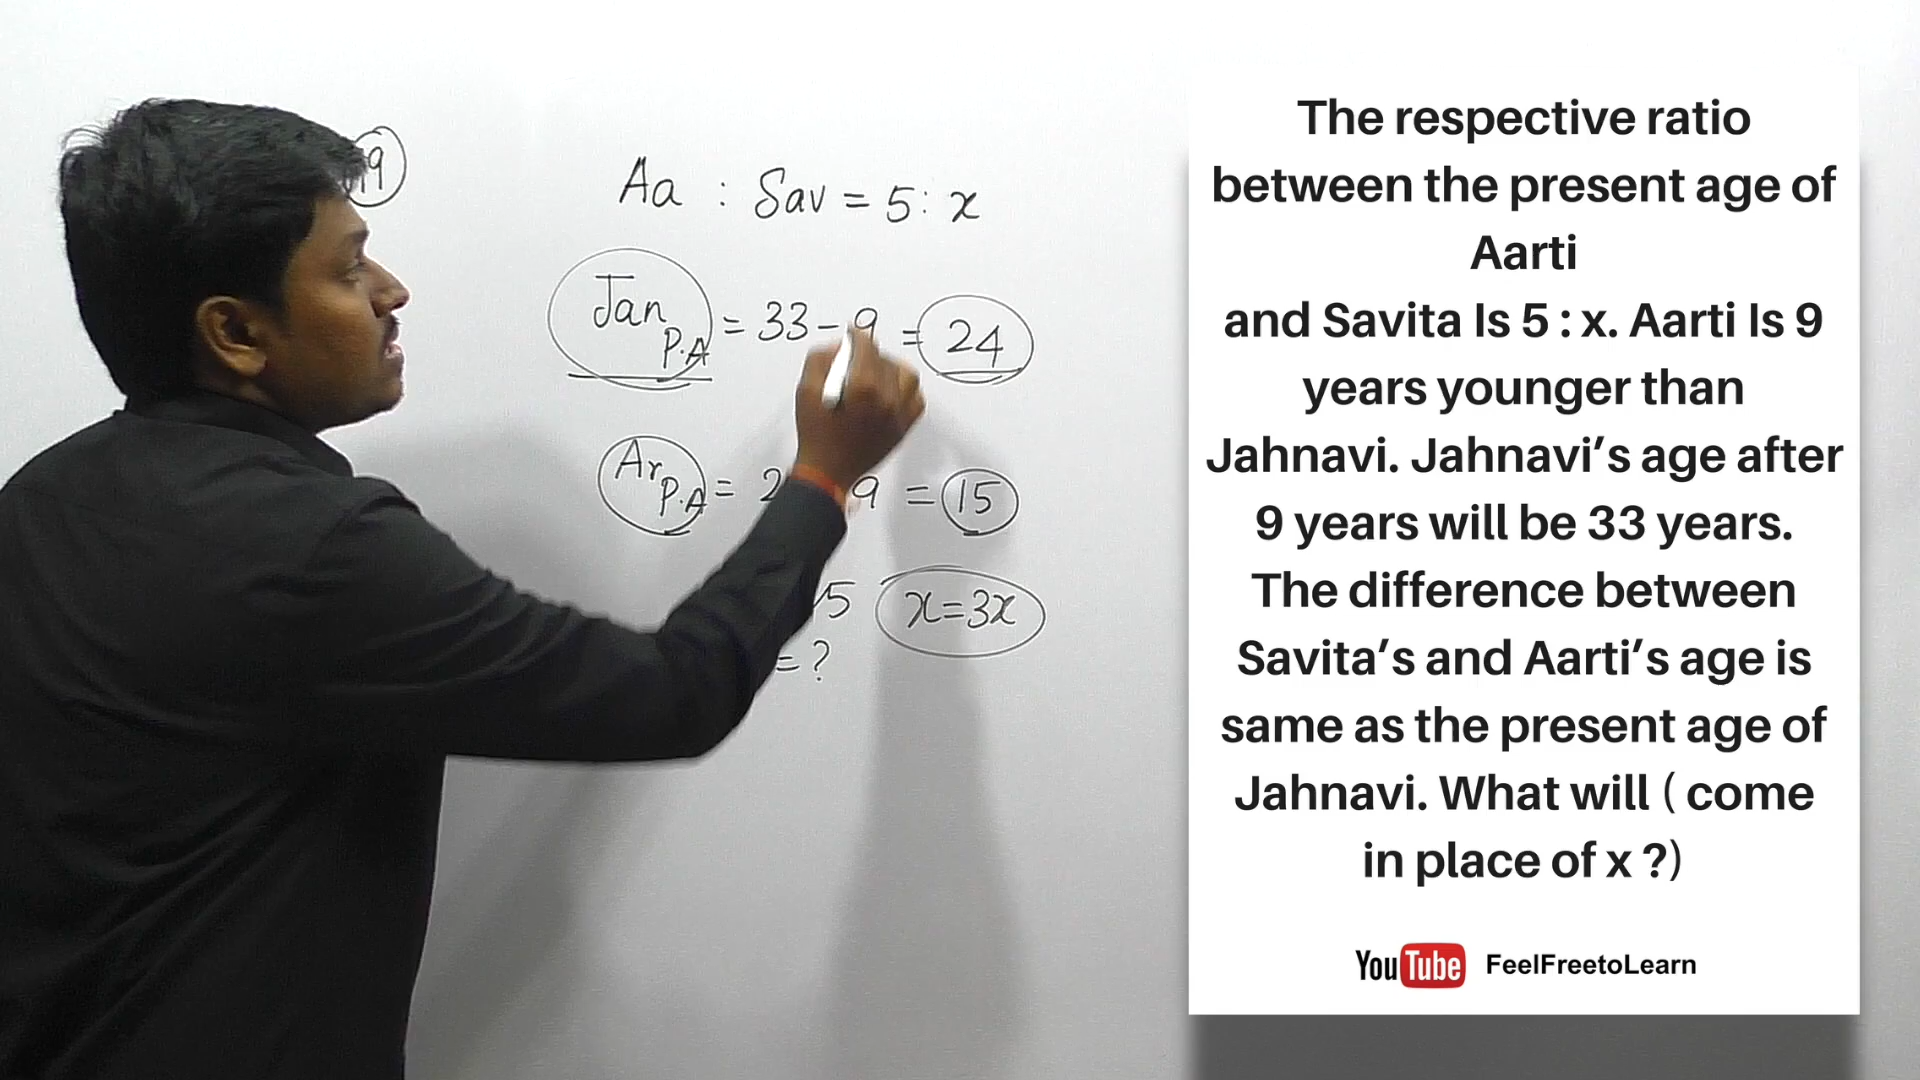 19
Aa : Sav = 5 : x
Jan P.A = 33 - 9 = 24
Ar P.A = 2 9 = 15
15 x=3x
= ?
The respective ratio
between the present age of
Aarti
and Savita Is 5 : x. Aarti Is 9
years younger than
Jahnavi. Jahnavi’s age after
9 years will be 33 years.
The difference between
Savita’s and Aarti’s age is
same as the present age of
Jahnavi. What will ( come
in place of x ?)
YouTube FeelFreetoLearn